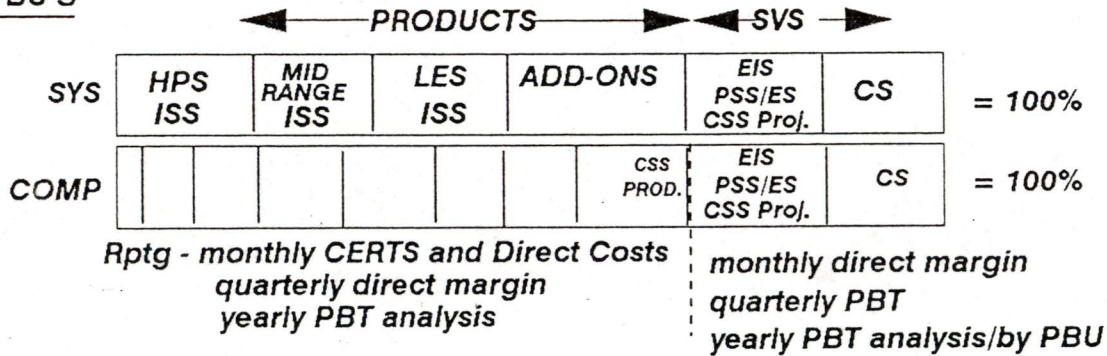 PRODUCTS SVS
SYS HPS ISS MID RANGE ISS LES ISS ADD-ONS EIS PSS/ES CSS Proj. CS = 100%
COMP CSS PROD. EIS PSS/ES CSS Proj. CS = 100%
Rptg - monthly CERTS and Direct Costs
quarterly direct margin
yearly PBT analysis
monthly direct margin
quarterly PBT
yearly PBT analysis/by PBU